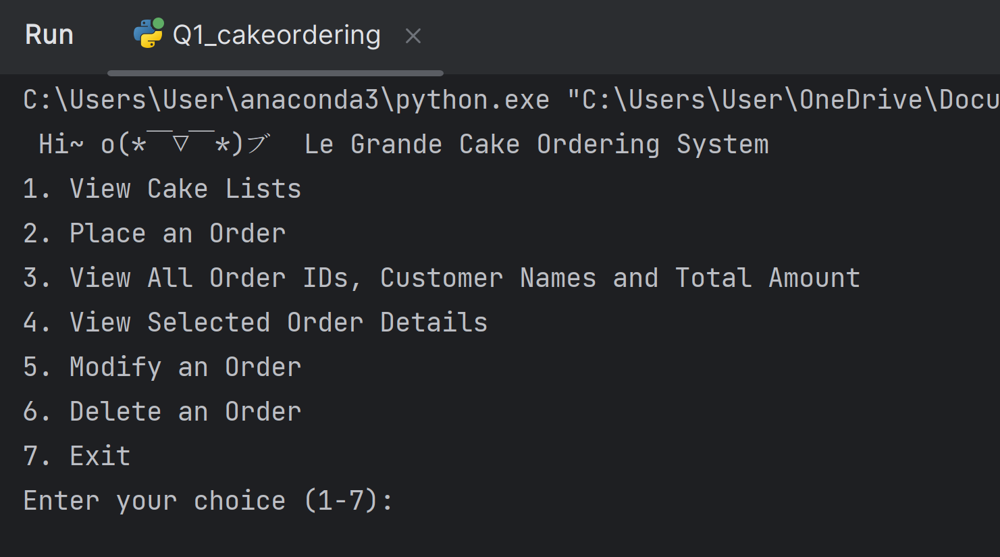 Run Q1_cakeordering
C:\Users\User\anaconda3\python.exe "C:\Users\User\OneDrive\Docu
Hi~ o(*￣▽￣*)ブ Le Grande Cake Ordering System
1. View Cake Lists
2. Place an Order
3. View All Order IDs, Customer Names and Total Amount
4. View Selected Order Details
5. Modify an Order
6. Delete an Order
7. Exit
Enter your choice (1-7):